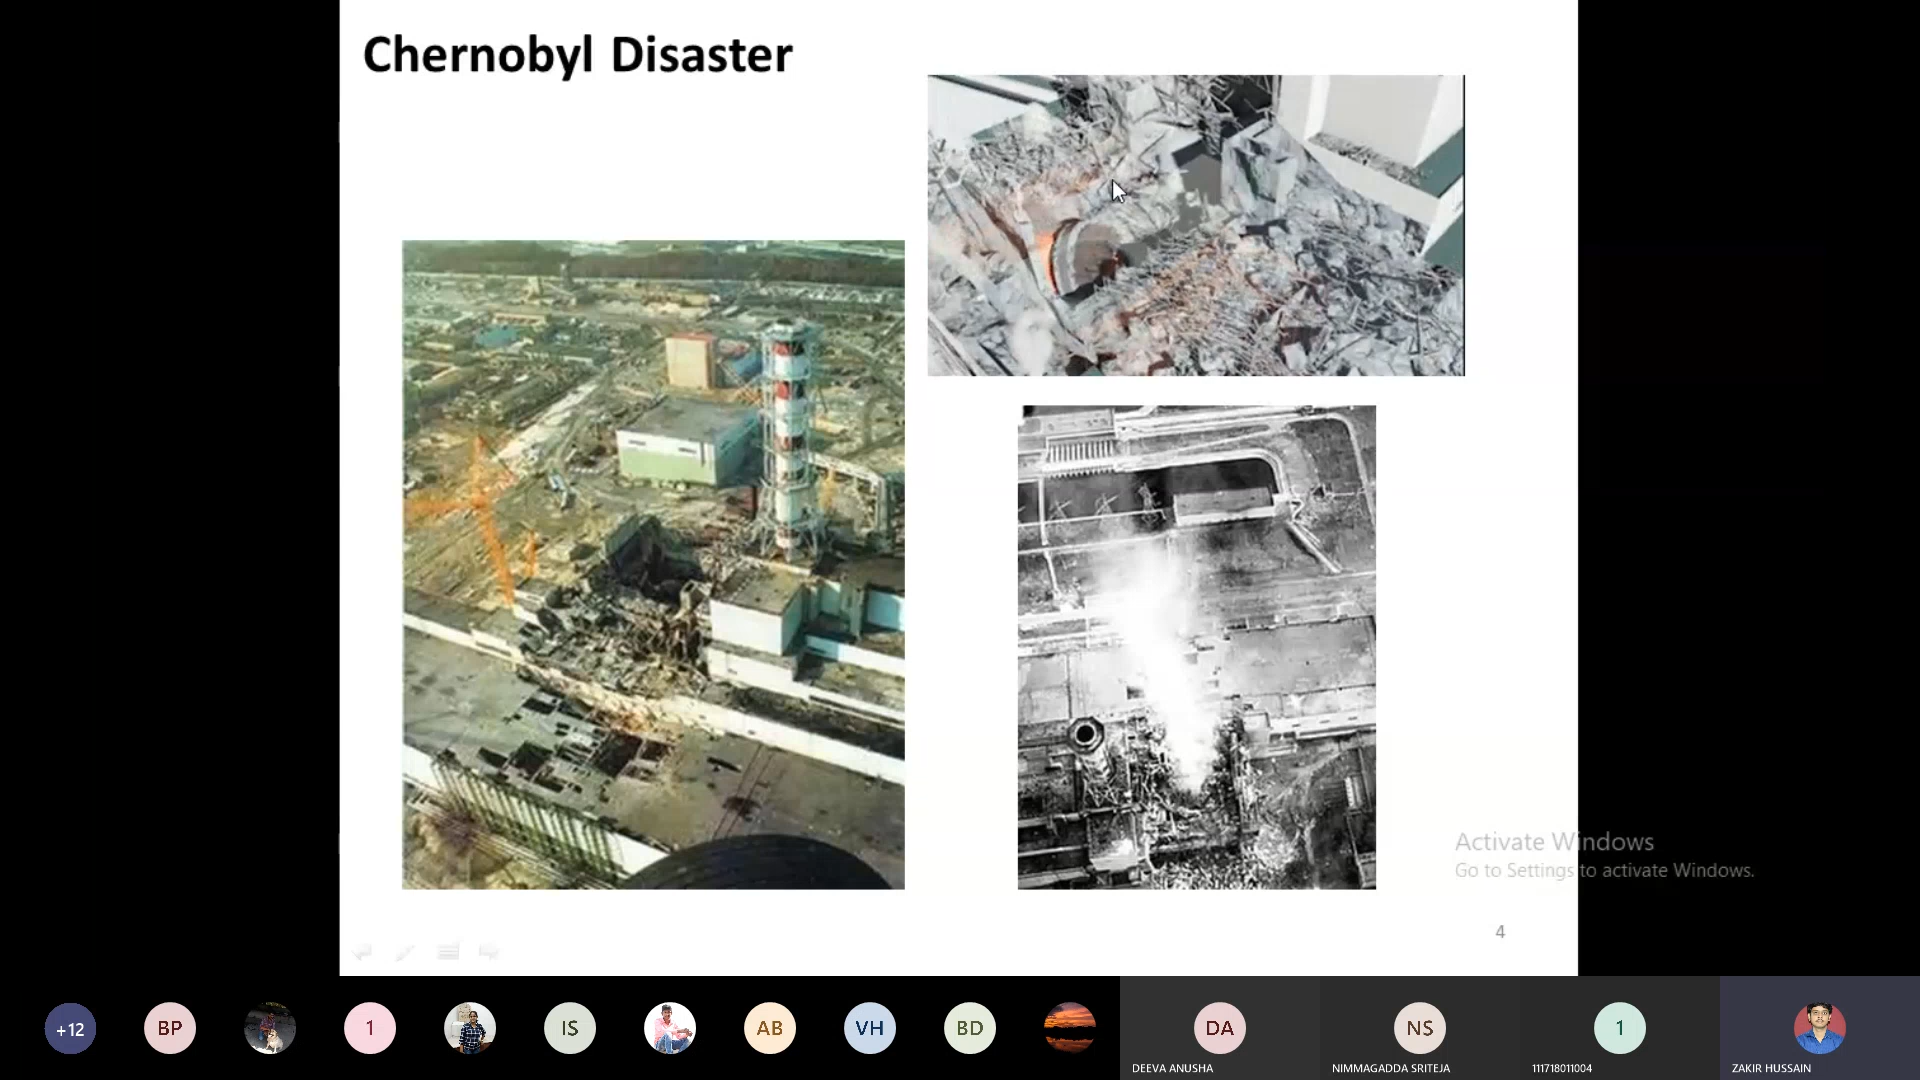 Chernobyl Disaster
Activate Windows
Go to Settings to activate Windows.
4
+12
BP
1
IS
AB
VH
BD
DA
NS
1
DEEVA ANUSHA
NIMMAGADDA SRITEJA
111718011004
ZAKIR HUSSAIN